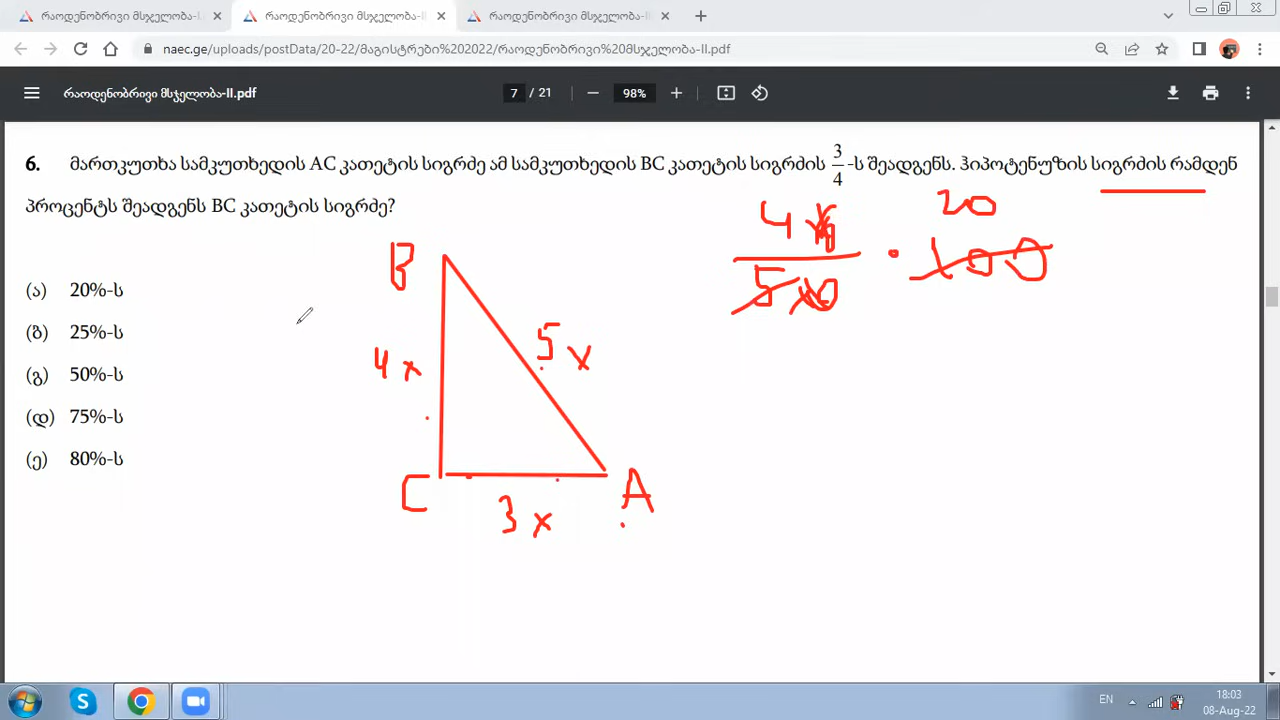 რაოდენობრივი მსჯელობა-I.
რაოდენობრივი მსჯელობა-II
რაოდენობრივი მსჯელობა-II
naec.ge/uploads/postData/20-22/მაგისტრები%202022/რაოდენობრივი%20მსჯელობა-II.pdf
რაოდენობრივი მსჯელობა-II.pdf
7 / 21
98%
6. მართკუთხა სამკუთხედის AC კათეტის სიგრძე ამ სამკუთხედის BC კათეტის სიგრძის 3/4-ს შეადგენს. ჰიპოტენუზის სიგრძის რამდენ
პროცენტს შეადგენს BC კათეტის სიგრძე?
(ა) 20%-ს
(ბ) 25%-ს
(გ) 50%-ს
(დ) 75%-ს
(ე) 80%-ს
B
4x
5x
C
3x
A
20
4
5
· 100
EN
18:03
08-Aug-22